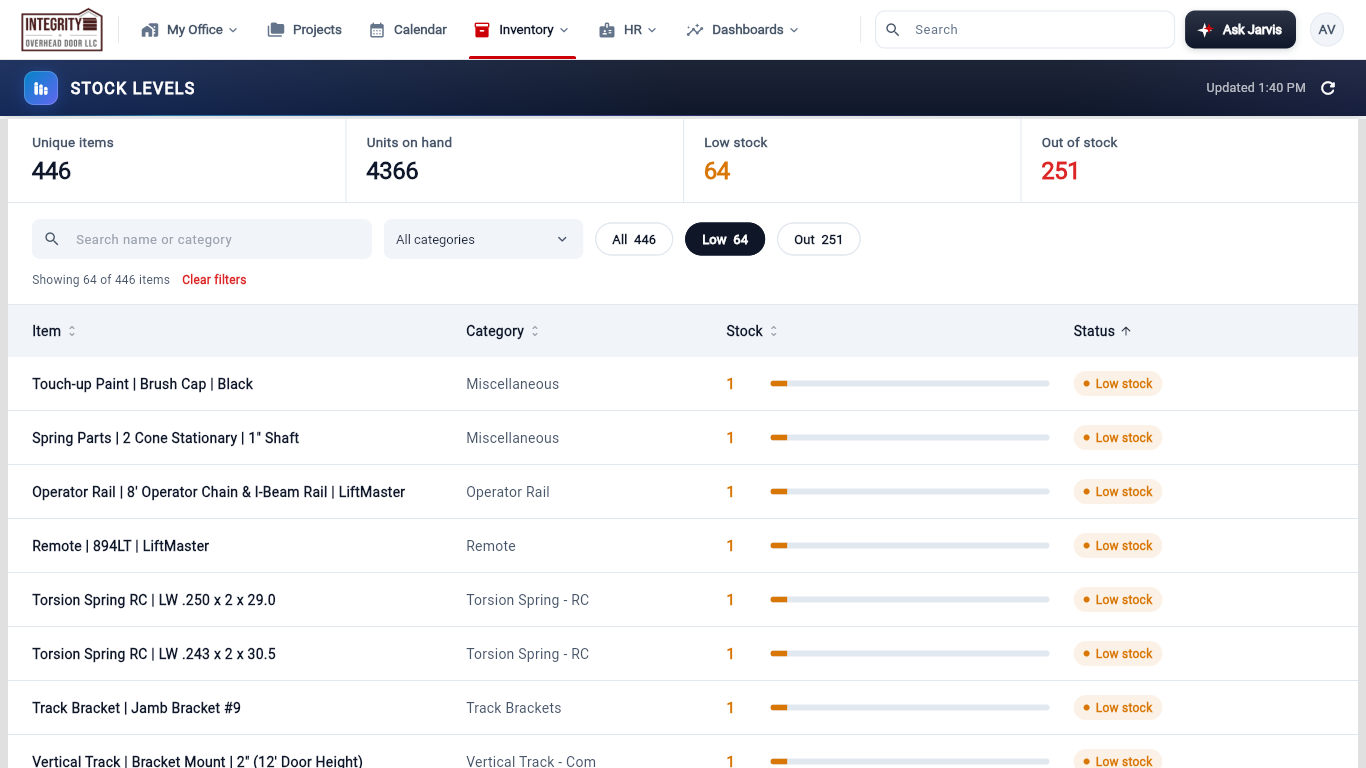 INTEGRITY
OVERHEAD DOOR LLC
My Office
Projects
Calendar
Inventory
HR
Dashboards
Search
Ask Jarvis
AV
STOCK LEVELS
Updated 1:40 PM
Unique items
446
Units on hand
4366
Low stock
64
Out of stock
251
Search name or category
All categories
All 446
Low 64
Out 251
Showing 64 of 446 items Clear filters
Item Category Stock Status
Touch-up Paint | Brush Cap | Black Miscellaneous 1 Low stock
Spring Parts | 2 Cone Stationary | 1" Shaft Miscellaneous 1 Low stock
Operator Rail | 8' Operator Chain & I-Beam Rail | LiftMaster Operator Rail 1 Low stock
Remote | 894LT | LiftMaster Remote 1 Low stock
Torsion Spring RC | LW .250 x 2 x 29.0 Torsion Spring - RC 1 Low stock
Torsion Spring RC | LW .243 x 2 x 30.5 Torsion Spring - RC 1 Low stock
Track Bracket | Jamb Bracket #9 Track Brackets 1 Low stock
Vertical Track | Bracket Mount | 2" (12' Door Height) Vertical Track - Com 1 Low stock